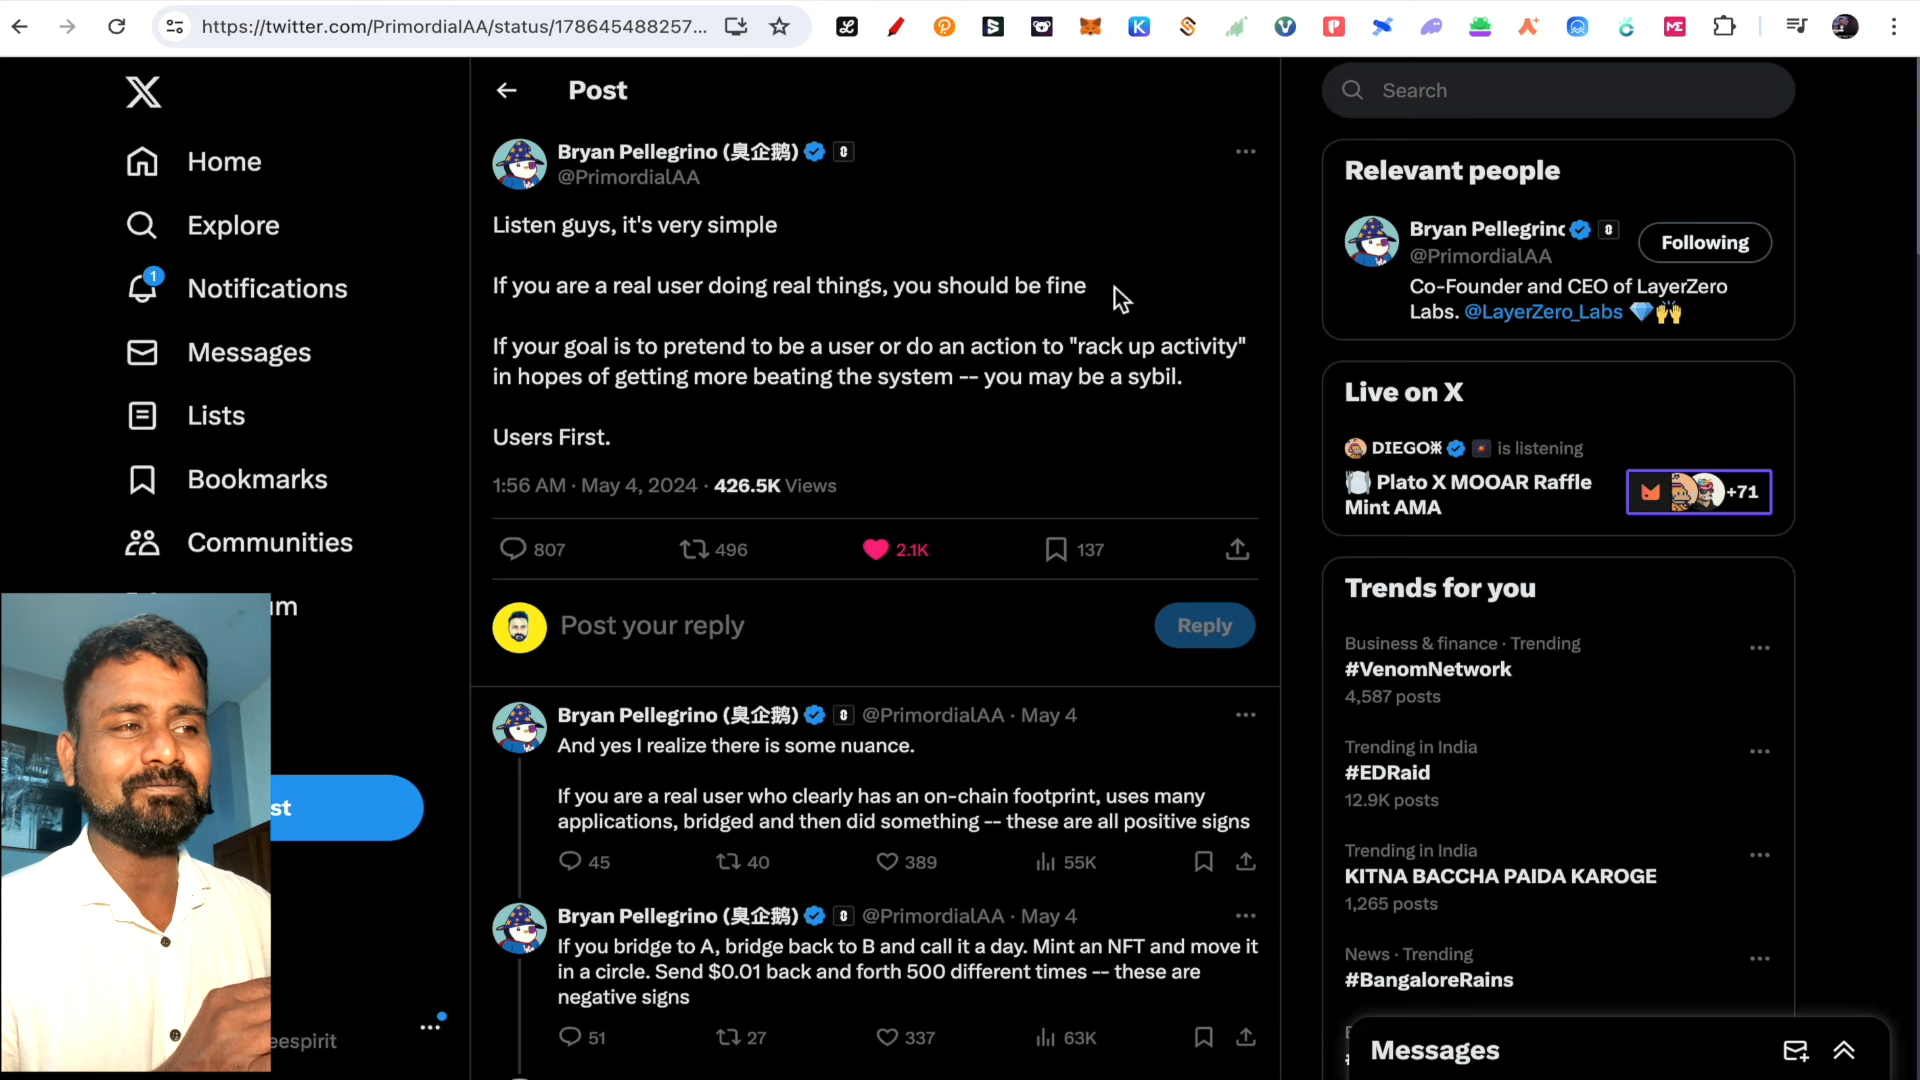 https://twitter.com/PrimordialAA/status/178645488257...
Home
Explore
1
Notifications
Messages
Lists
Bookmarks
Communities
um
st
eespirit
Post
Bryan Pellegrino (臭企鹅)
@PrimordialAA
Listen guys, it's very simple
If you are a real user doing real things, you should be fine
If your goal is to pretend to be a user or do an action to "rack up activity"
in hopes of getting more beating the system -- you may be a sybil.
Users First.
1:56 AM · May 4, 2024 · 426.5K Views
807 496 2.1K 137
Post your reply
Reply
Bryan Pellegrino (臭企鹅) @PrimordialAA · May 4
And yes I realize there is some nuance.
If you are a real user who clearly has an on-chain footprint, uses many
applications, bridged and then did something -- these are all positive signs
45 40 389 55K
Bryan Pellegrino (臭企鹅) @PrimordialAA · May 4
If you bridge to A, bridge back to B and call it a day. Mint an NFT and move it
in a circle. Send $0.01 back and forth 500 different times -- these are
negative signs
51 27 337 63K
Search
Relevant people
Bryan Pellegrino
@PrimordialAA
Following
Co-Founder and CEO of LayerZero
Labs. @LayerZero_Labs 💎🙌
Live on X
DIEGO is listening
Plato X MOOAR Raffle
Mint AMA
+71
Trends for you
Business & finance · Trending
#VenomNetwork
4,587 posts
Trending in India
#EDRaid
12.9K posts
Trending in India
KITNA BACCHA PAIDA KAROGE
1,265 posts
News · Trending
#BangaloreRains
Messages